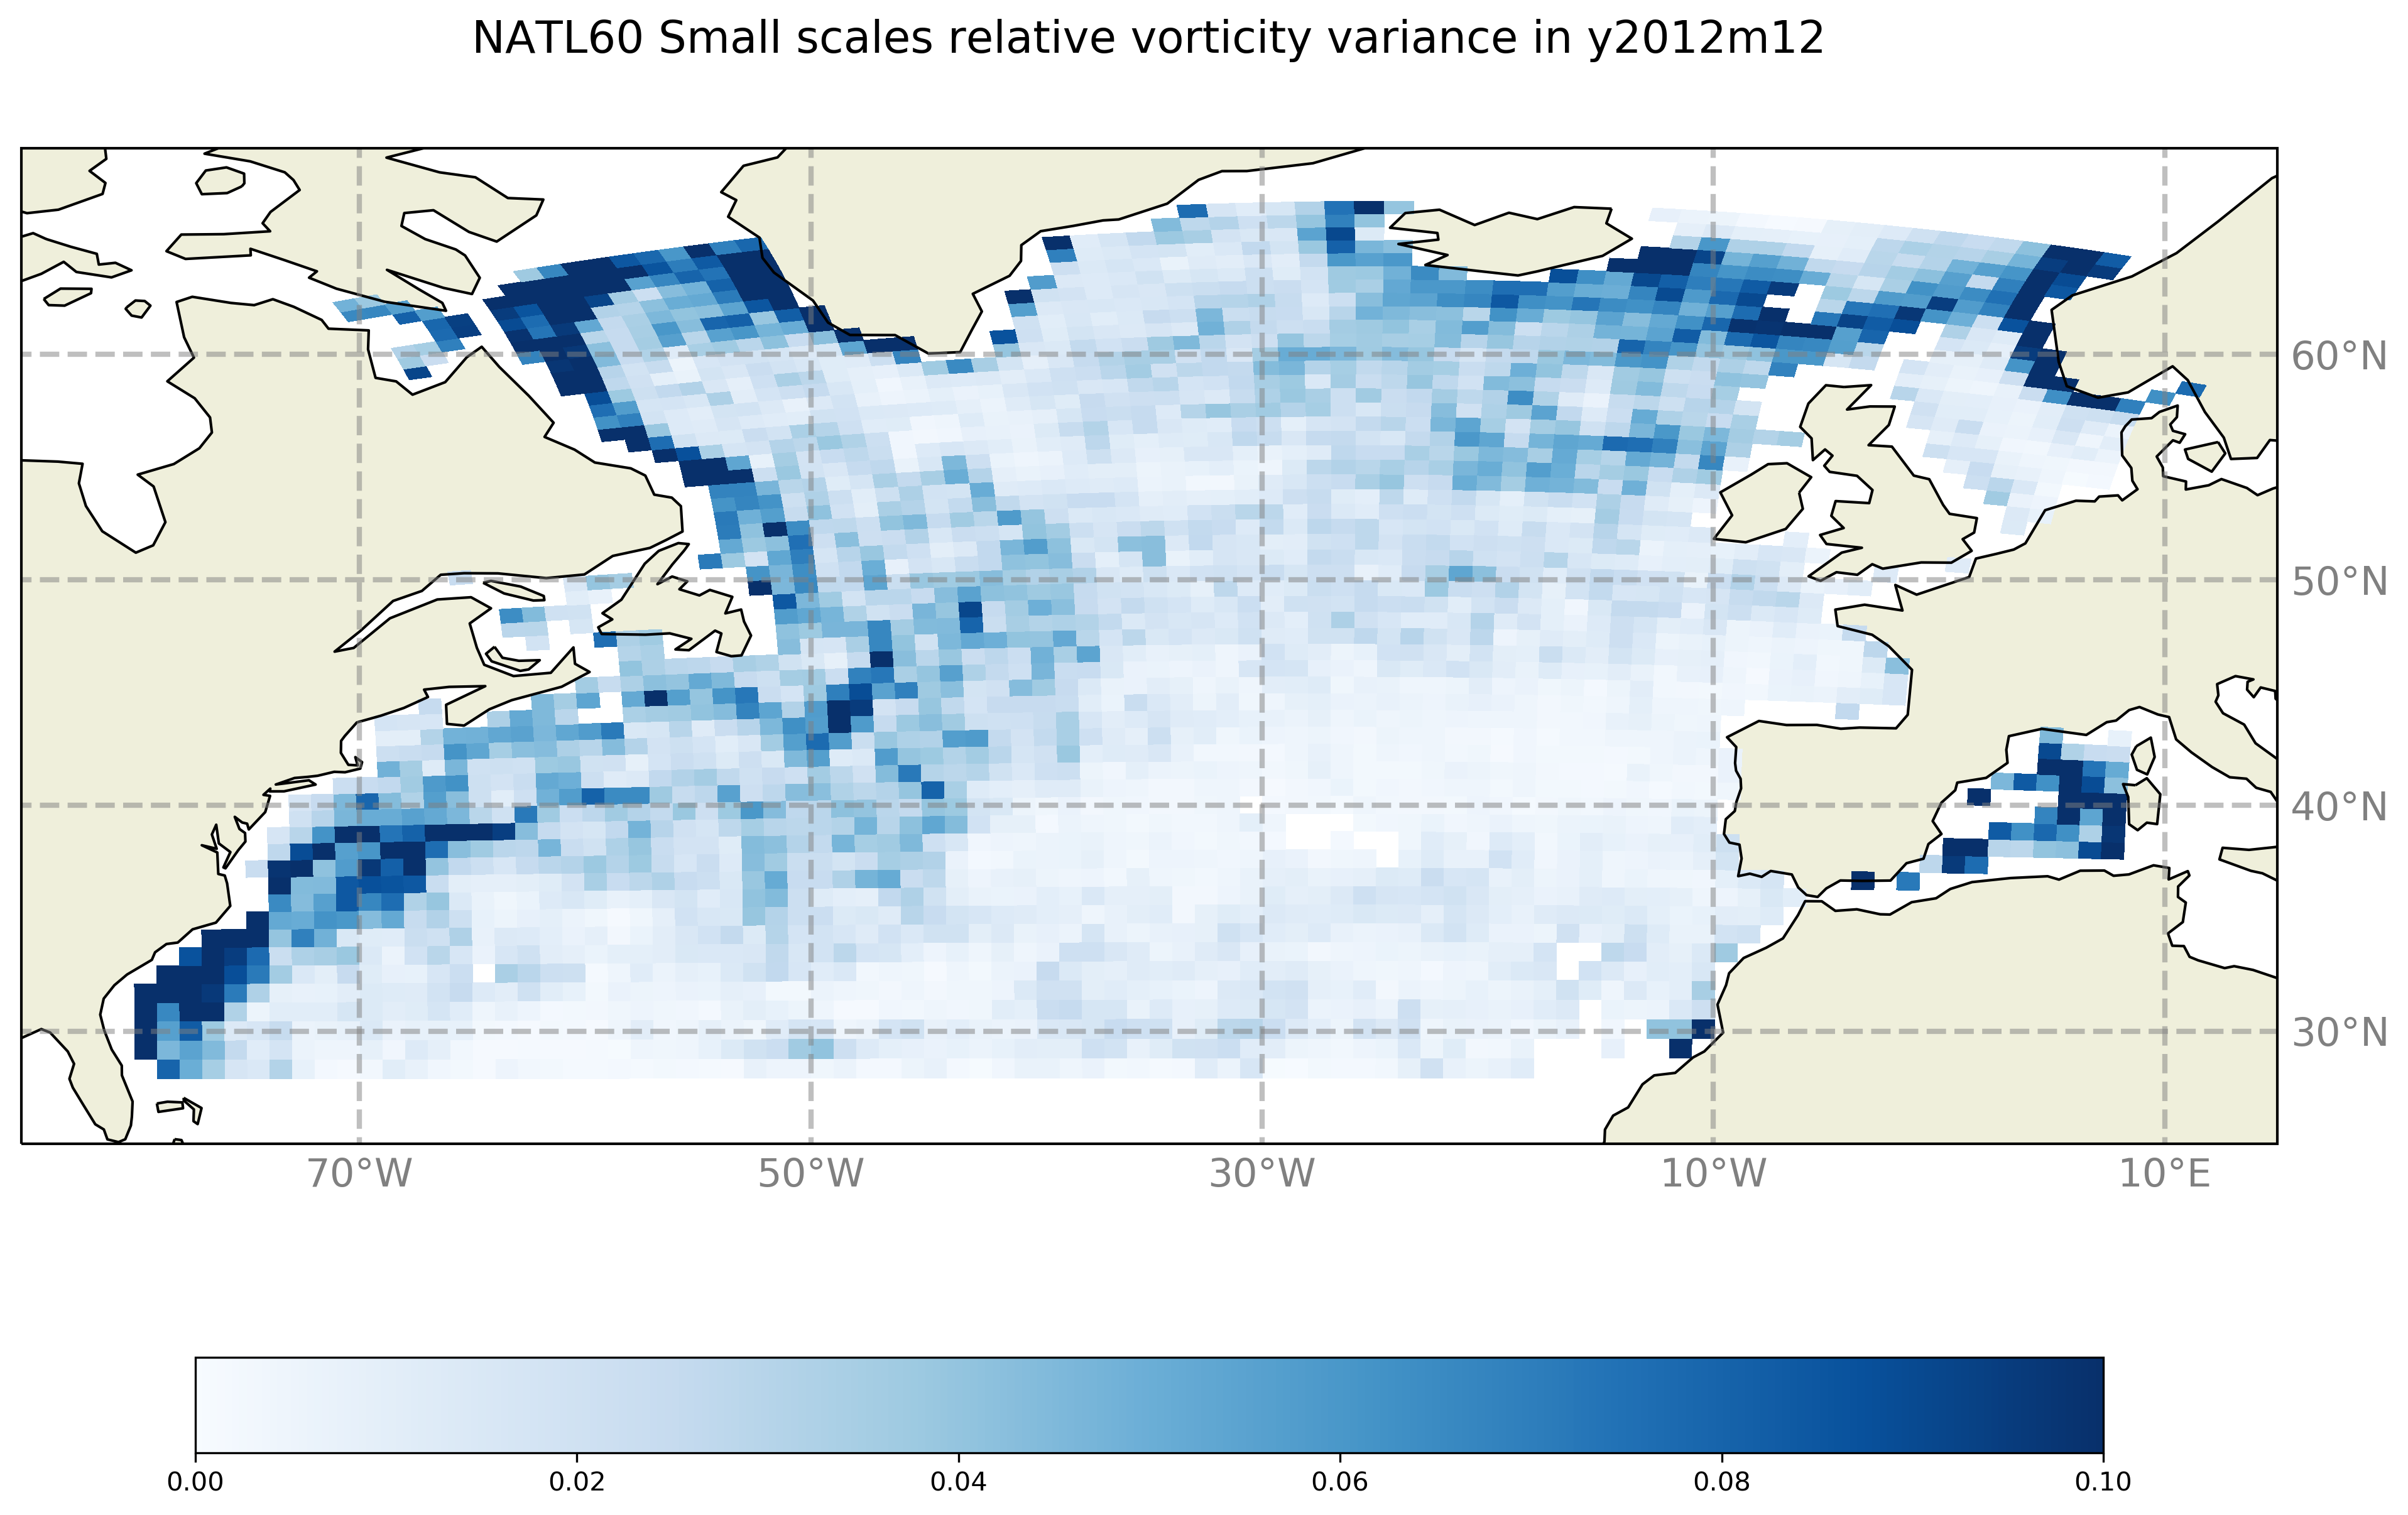 NATL60 Small scales relative vorticity variance in y2012m12
60°N
50°N
40°N
30°N
70°W 50°W 30°W 10°W 10°E
0.00 0.02 0.04 0.06 0.08 0.10